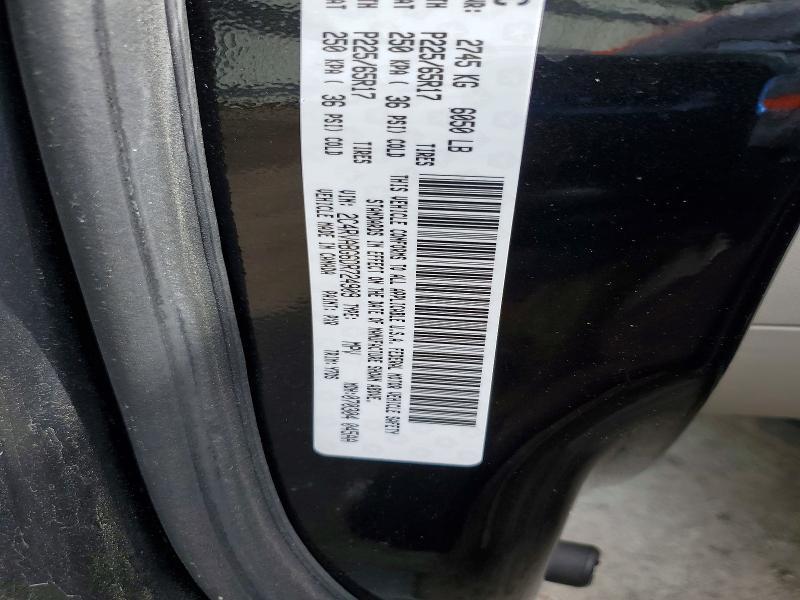 2745 KG 6050 LB
P225/65R17 TIRES
250 KPA ( 36 PSI) COLD
P225/65R17 TIRES
250 KPA ( 36 PSI) COLD
THIS VEHICLE CONFORMS TO ALL APPLICABLE U.S.A. FEDERAL MOTOR VEHICLE SAFETY
STANDARDS IN EFFECT ON THE DATE OF MANUFACTURE SHOWN ABOVE.
VIN: TYPE: MPV
VEHICLE MADE IN CANADA PAINT: TRIM: